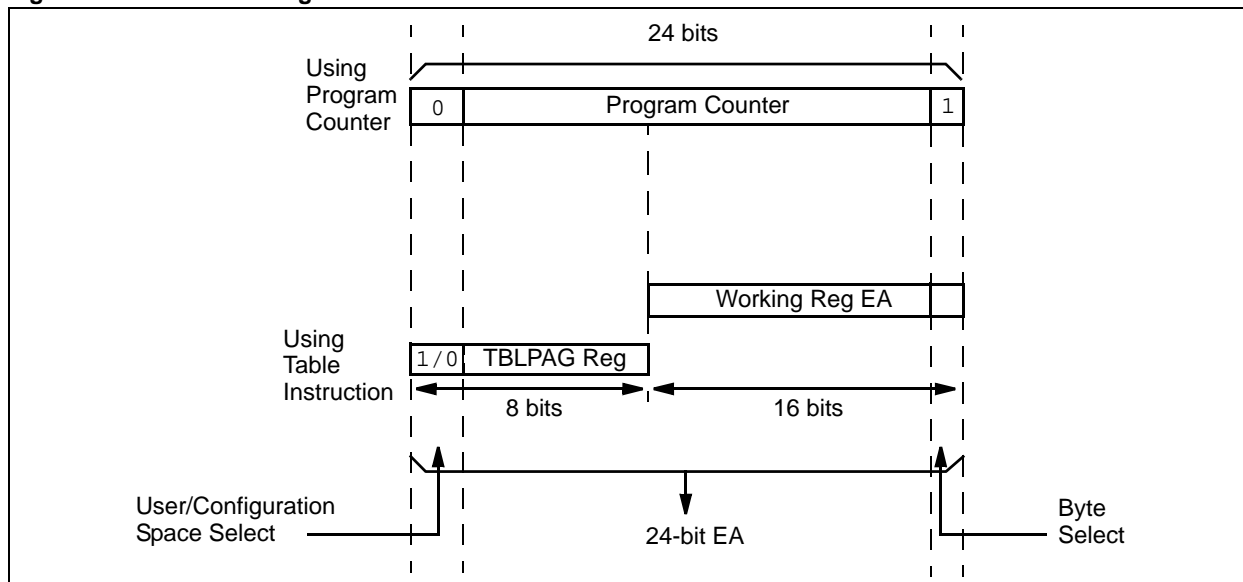 24 bits
Using
Program
Counter
0
Program Counter
1
Working Reg EA
Using
Table
Instruction
1/0
TBLPAG Reg
8 bits
16 bits
User/Configuration
Space Select
24-bit EA
Byte
Select